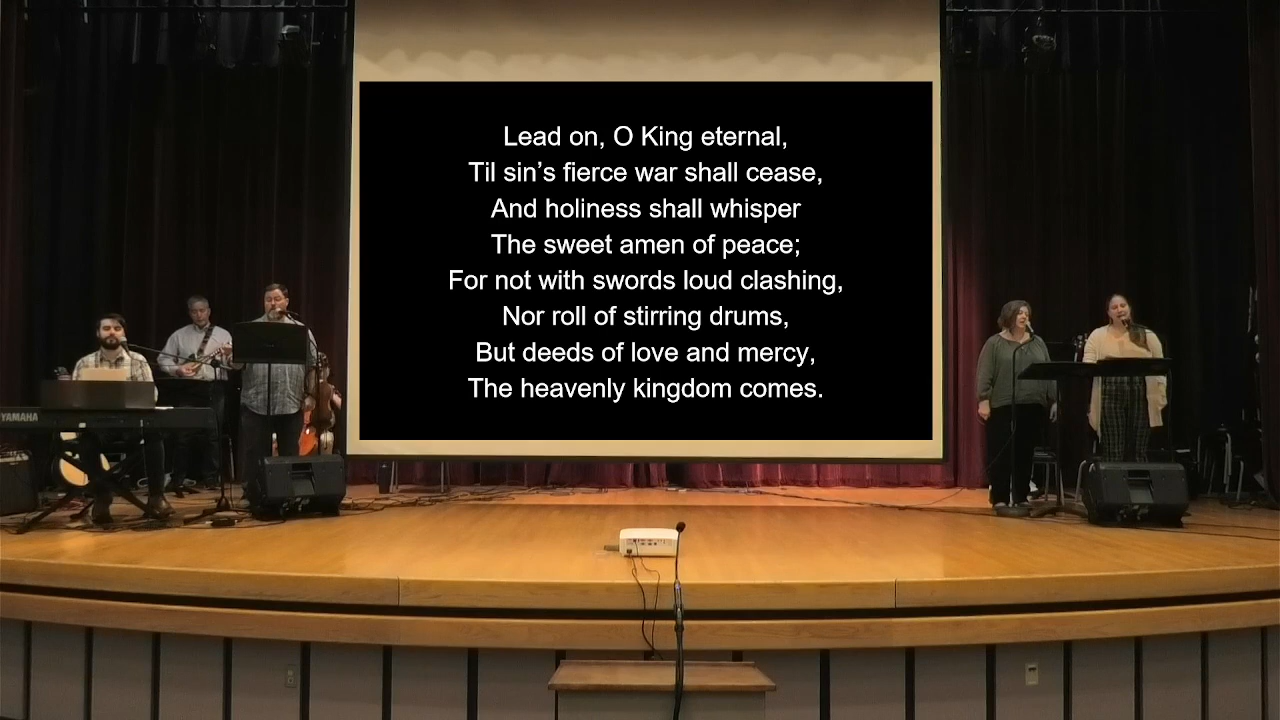 Lead on, O King eternal,
Til sin’s fierce war shall cease,
And holiness shall whisper
The sweet amen of peace;
For not with swords loud clashing,
Nor roll of stirring drums,
But deeds of love and mercy,
The heavenly kingdom comes.
YAMAHA